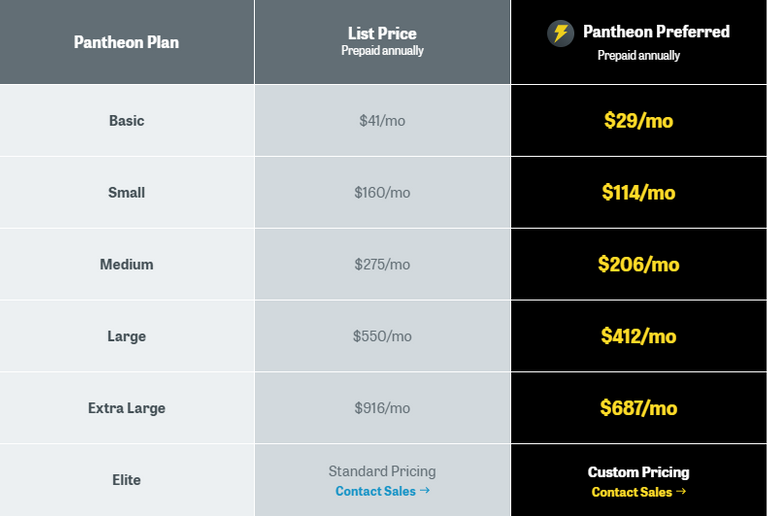 Pantheon Plan
List Price
Prepaid annually
Pantheon Preferred
Prepaid annually
Basic
$41/mo
$29/mo
Small
$160/mo
$114/mo
Medium
$275/mo
$206/mo
Large
$550/mo
$412/mo
Extra Large
$916/mo
$687/mo
Elite
Standard Pricing
Contact Sales →
Custom Pricing
Contact Sales →